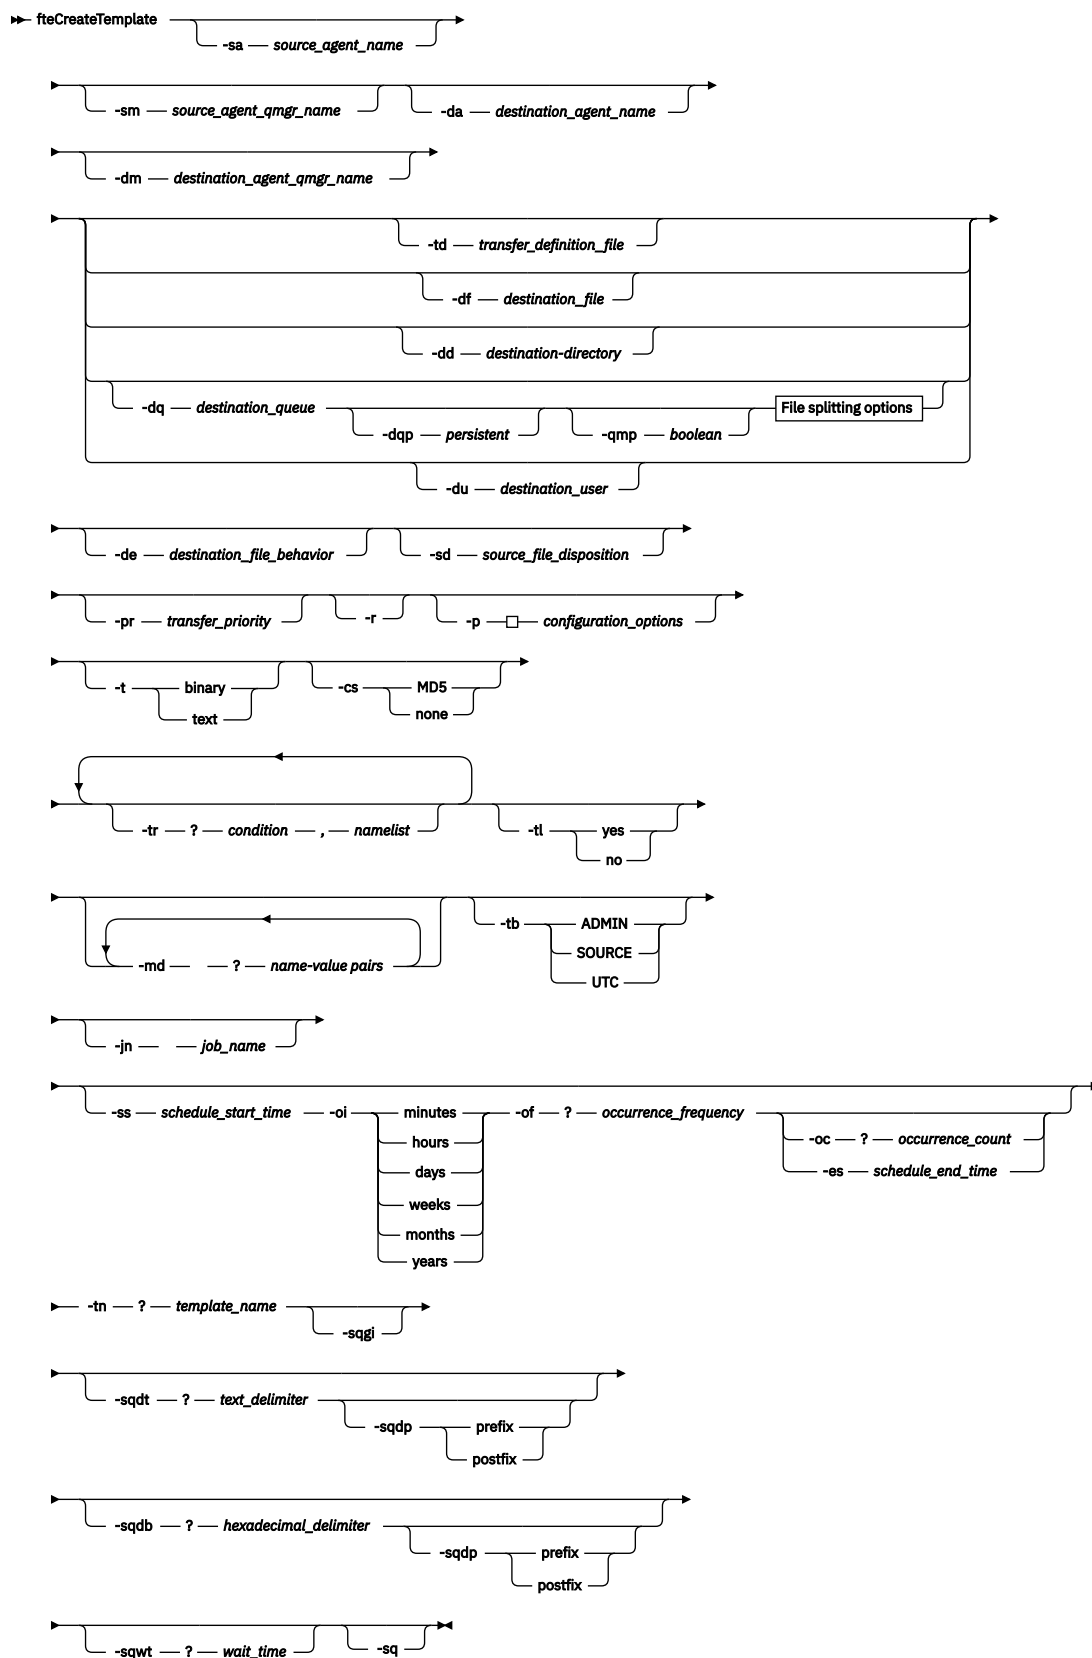 fteCreateTemplate
-sa source_agent_name
-sm source_agent_qmgr_name -da destination_agent_name
-dm destination_agent_qmgr_name
-td transfer_definition_file
-df destination_file
-dd destination-directory
-dq destination_queue File splitting options
-dqp persistent -qmp boolean
-du destination_user
-de destination_file_behavior -sd source_file_disposition
-pr transfer_priority -r -p configuration_options
-t binary -cs MD5
text none
-tr ? condition , namelist -tl yes
no
-md ? name-value pairs -tb ADMIN
SOURCE
UTC
-jn job_name
-ss schedule_start_time -oi minutes -of ? occurrence_frequency
hours -oc ? occurrence_count
days -es schedule_end_time
weeks
months
years
-tn ? template_name
-sqgi
-sqdt ? text_delimiter
-sqdp prefix
postfix
-sqdb ? hexadecimal_delimiter
-sqdp prefix
postfix
-sqwt ? wait_time -sq